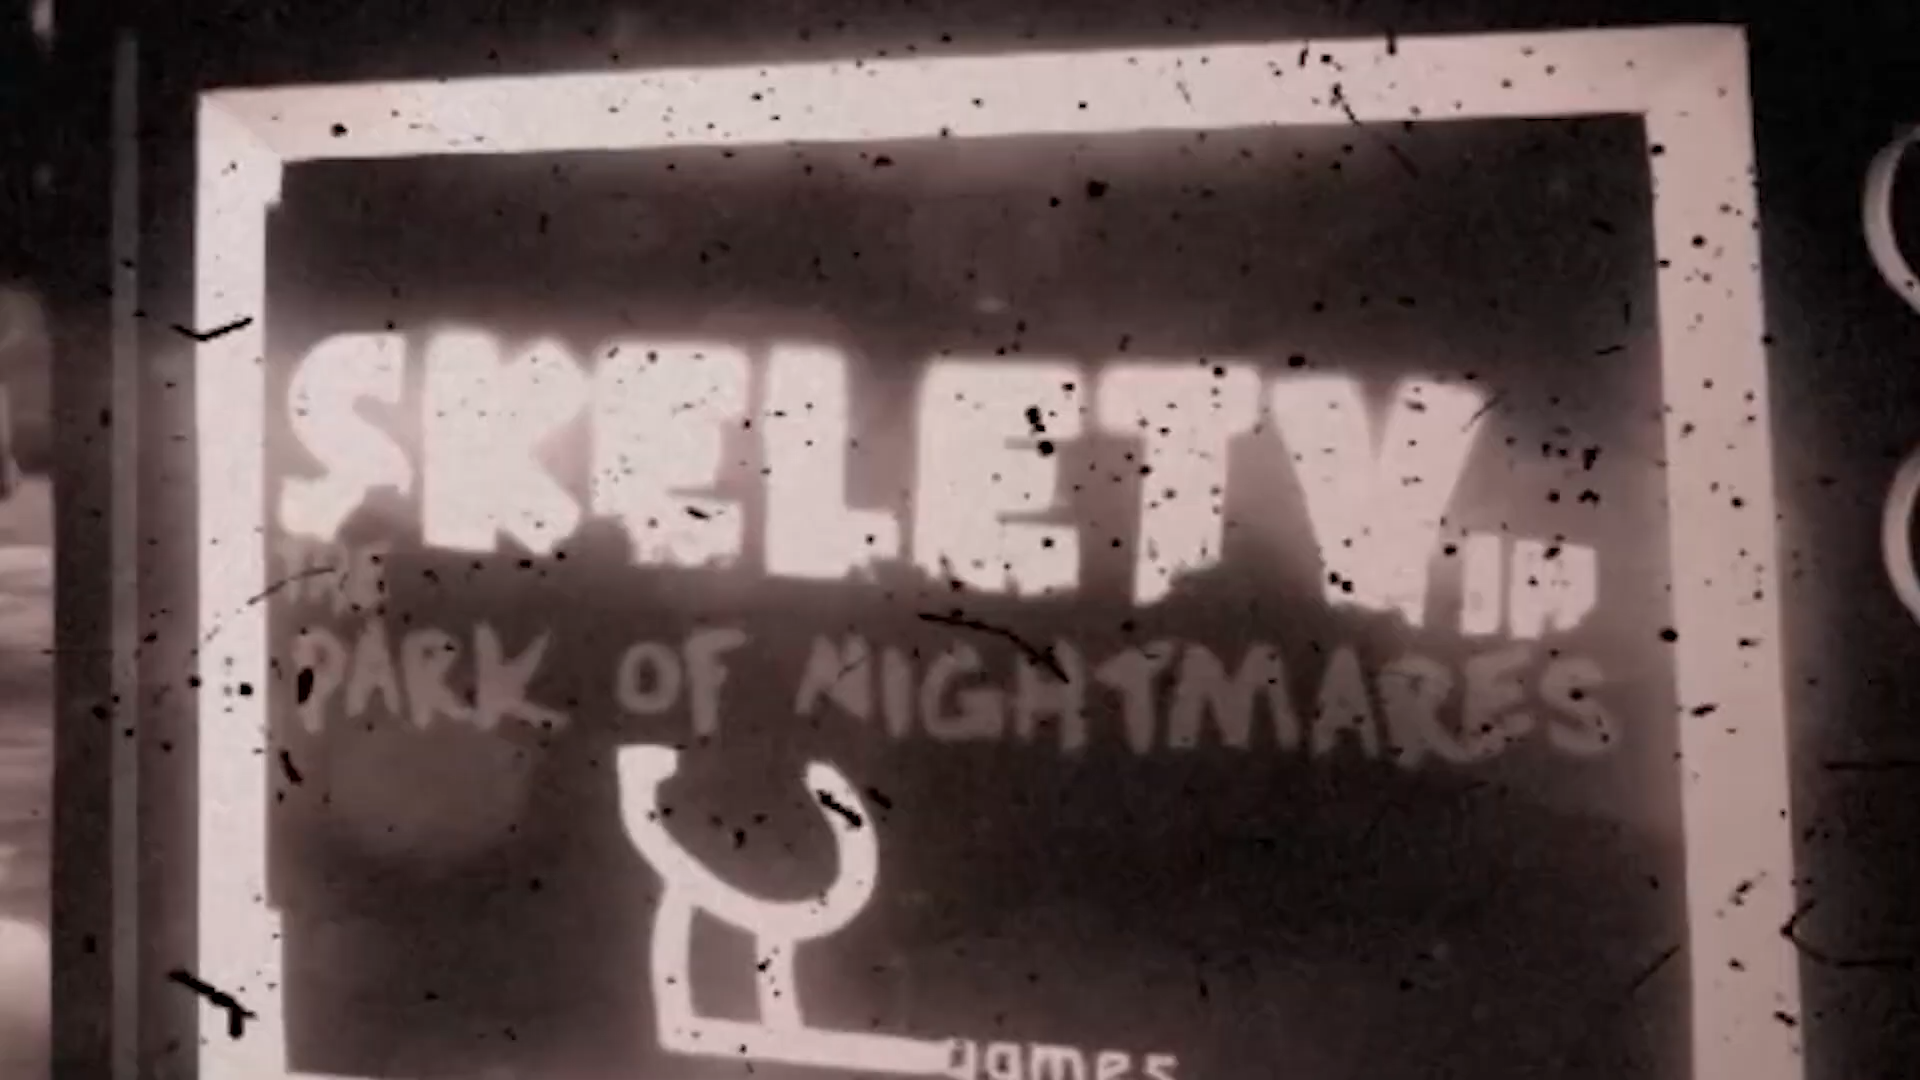 SKELETY
IN
THE
PARK OF NIGHTMARES
games